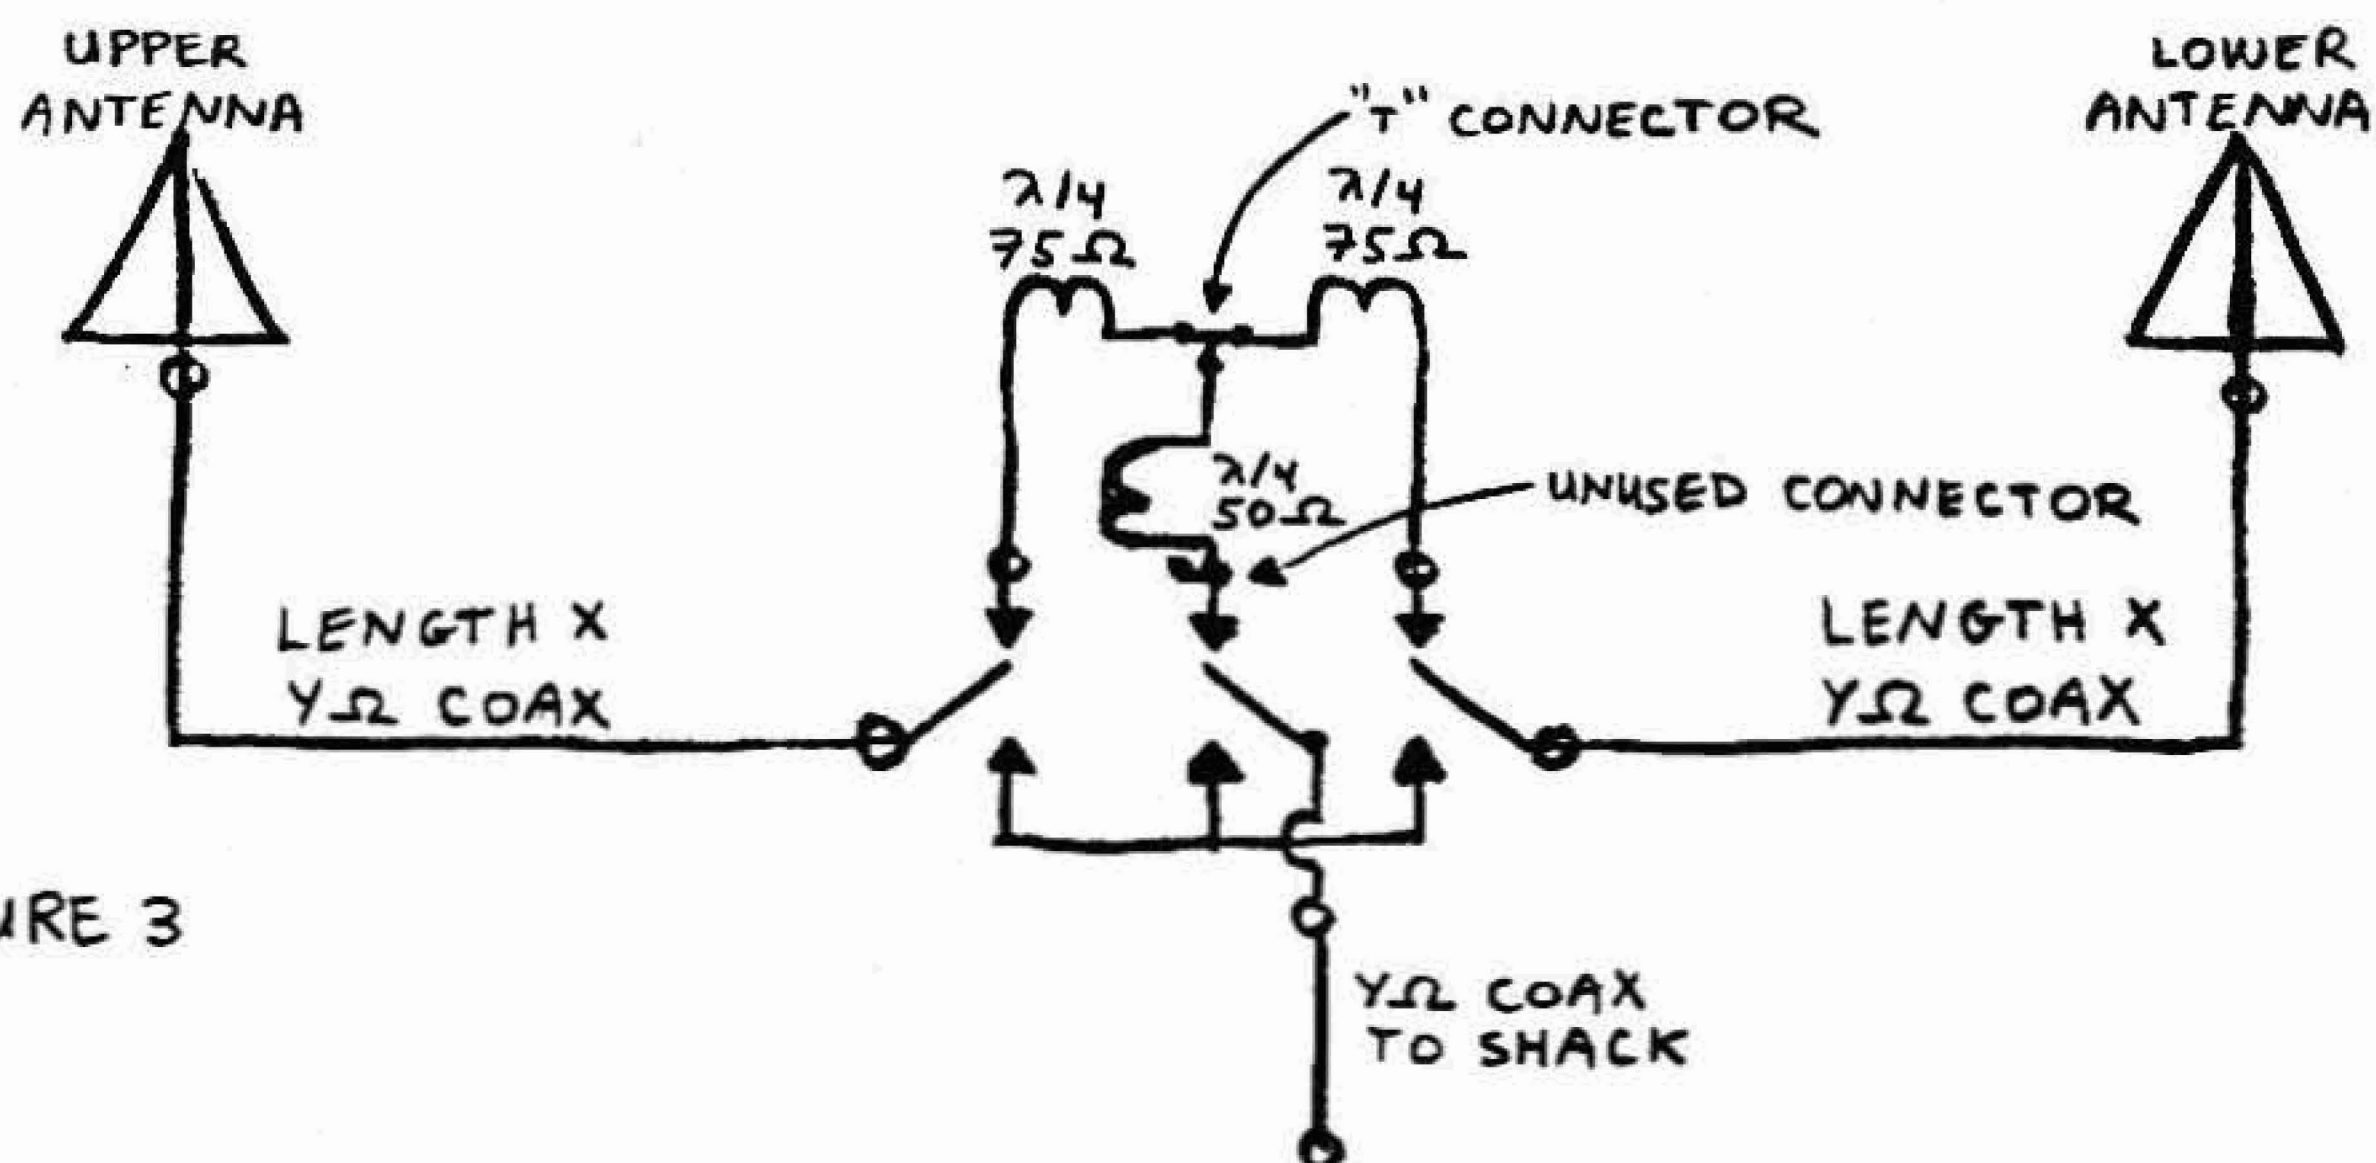 UPPER
ANTENNA
LOWER
ANTENNA
"T" CONNECTOR
λ/4
75Ω
λ/4
75Ω
λ/4
50Ω
UNUSED CONNECTOR
LENGTH X
YΩ COAX
LENGTH X
YΩ COAX
URE 3
YΩ COAX
TO SHACK